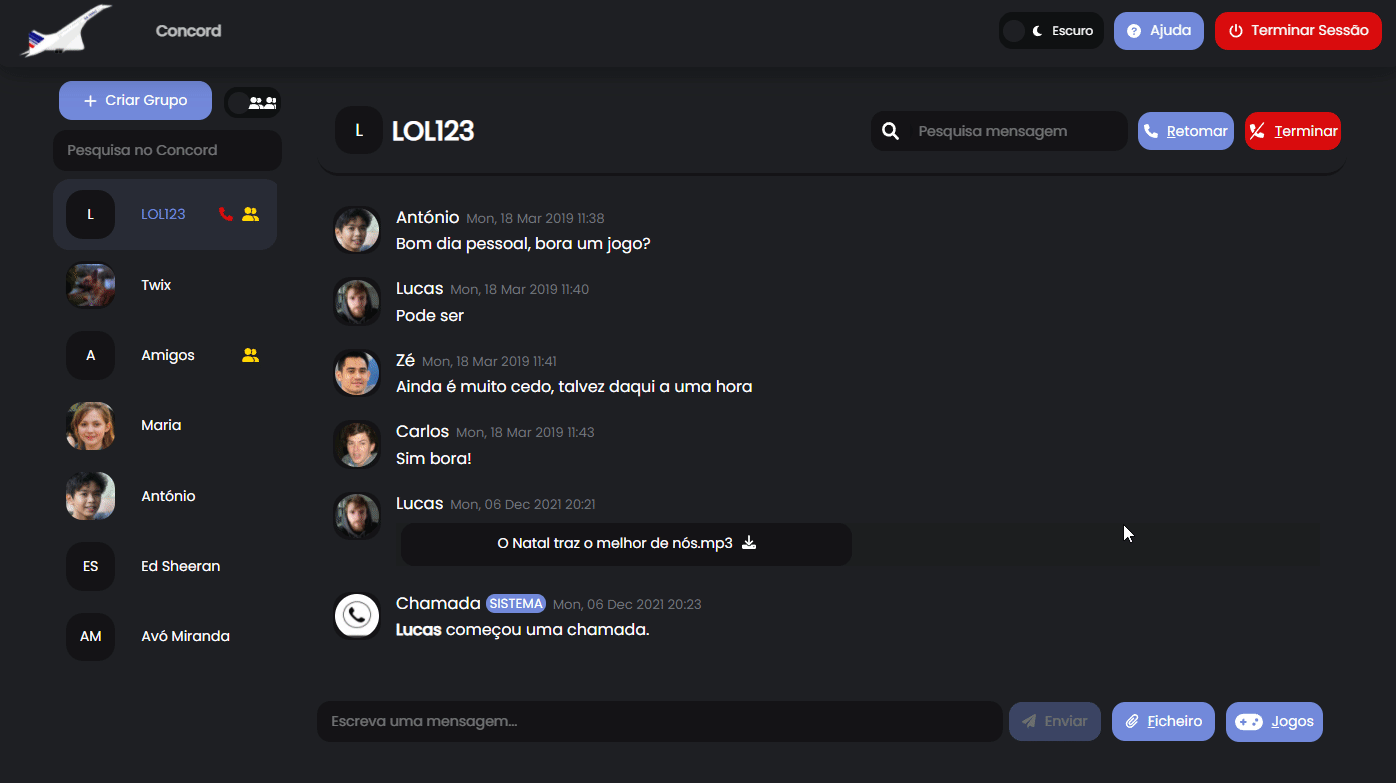 Concord
Escuro
Ajuda
Terminar Sessão
Criar Grupo
Pesquisa no Concord
L
LOL123
Twix
A
Amigos
Maria
António
ES
Ed Sheeran
AM
Avó Miranda
L
LOL123
Pesquisa mensagem
Retomar
Terminar
António Mon, 18 Mar 2019 11:38
Bom dia pessoal, bora um jogo?
Lucas Mon, 18 Mar 2019 11:40
Pode ser
Zé Mon, 18 Mar 2019 11:41
Ainda é muito cedo, talvez daqui a uma hora
Carlos Mon, 18 Mar 2019 11:43
Sim bora!
Lucas Mon, 06 Dec 2021 20:21
O Natal traz o melhor de nós.mp3
Chamada SISTEMA Mon, 06 Dec 2021 20:23
Lucas começou uma chamada.
Escreva uma mensagem...
Enviar
Ficheiro
Jogos